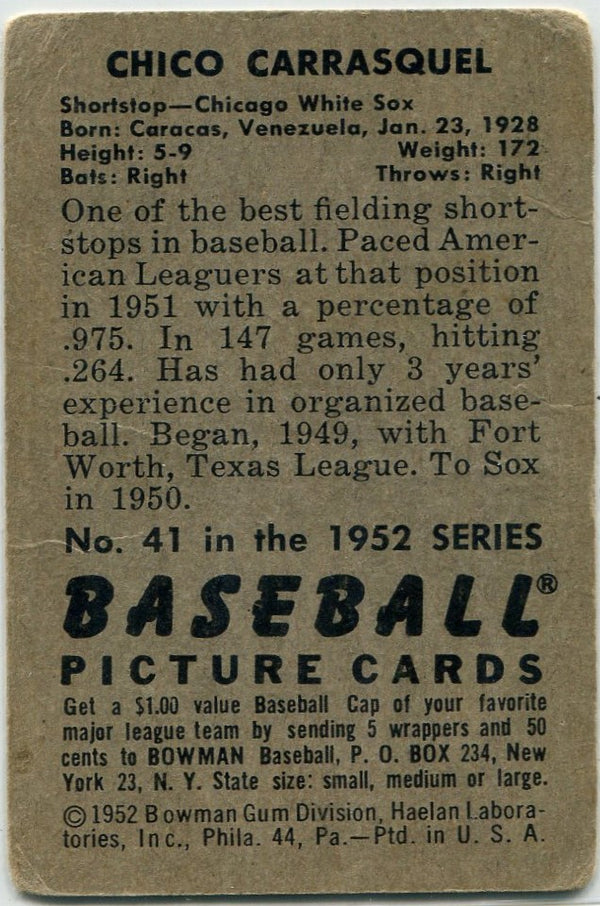 CHICO CARRASQUEL
Shortstop—Chicago White Sox
Born: Caracas, Venezuela, Jan. 23, 1928
Height: 5-9 Weight: 172
Bats: Right Throws: Right
One of the best fielding short-
stops in baseball. Paced Amer-
ican Leaguers at that position
in 1951 with a percentage of
.975. In 147 games, hitting
.264. Has had only 3 years'
experience in organized base-
ball. Began, 1949, with Fort
Worth, Texas League. To Sox
in 1950.
No. 41 in the 1952 SERIES
BASEBALL®
PICTURE CARDS
Get a $1.00 value Baseball Cap of your favorite
major league team by sending 5 wrappers and 50
cents to BOWMAN Baseball, P. O. BOX 234, New
York 23, N. Y. State size: small, medium or large.
©1952 Bowman Gum Division, Haelan Labora-
tories, Inc., Phila. 44, Pa.—Ptd. in U. S. A.